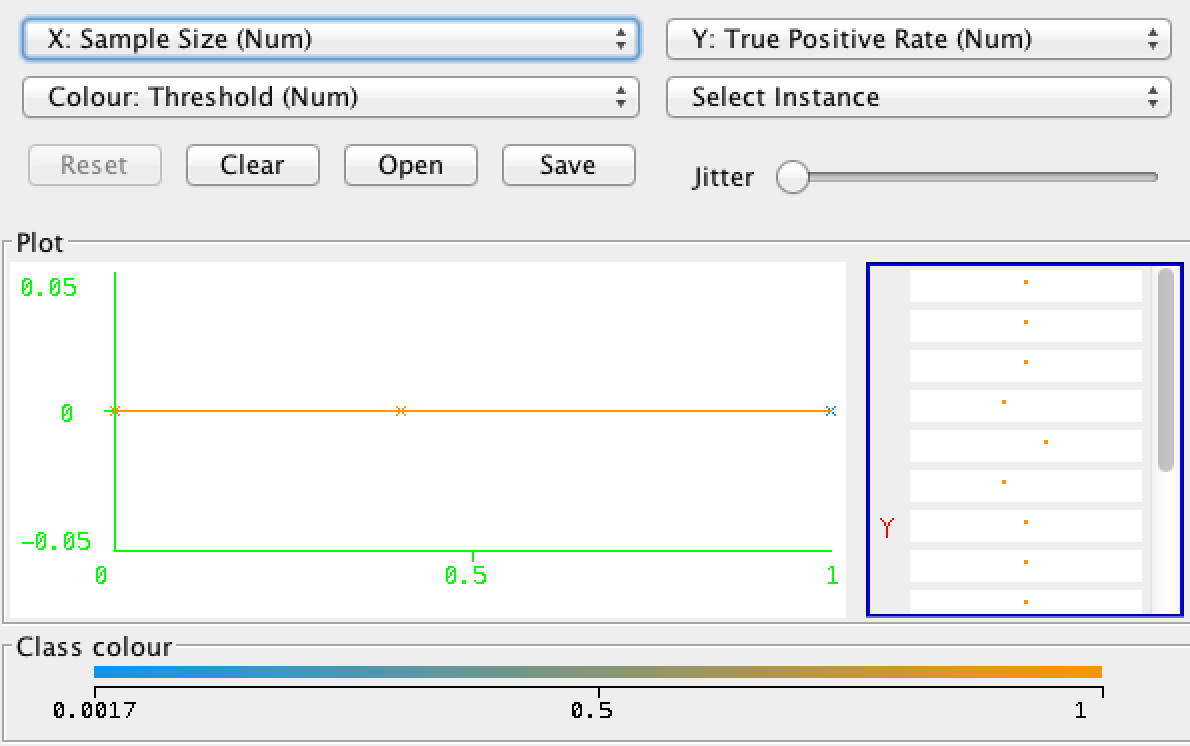 X: Sample Size (Num) Y: True Positive Rate (Num)
Colour: Threshold (Num) Select Instance
Reset Clear Open Save Jitter
Plot
0.05
0
-0.05
0 0.5 1
Y
Class colour
0.0017 0.5 1